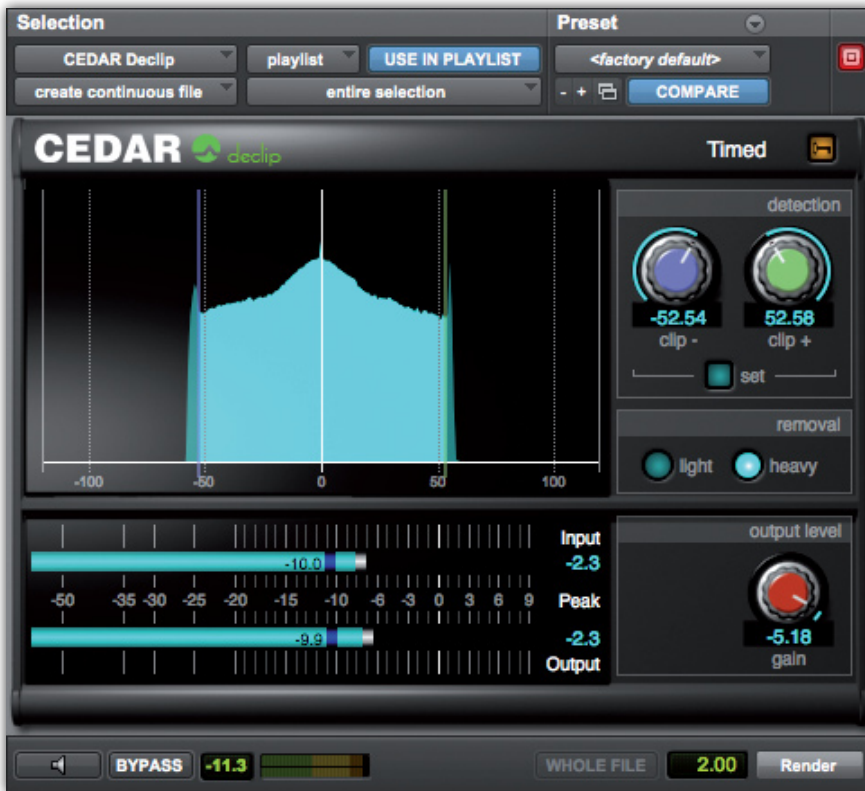 Selection
Preset
CEDAR Declip
playlist
USE IN PLAYLIST
<factory default>
create continuous file
entire selection
- +
COMPARE
CEDAR declip
Timed
detection
-52.54
52.58
clip -
clip +
set
removal
light
heavy
-100 -50 0 50 100
Input
-10.0
-2.3
-50 -35 -30 -25 -20 -15 -10 -6 -3 0 3 6 9
Peak
-9.9
-2.3
Output
output level
-5.18
gain
BYPASS
-11.3
WHOLE FILE
2.00
Render